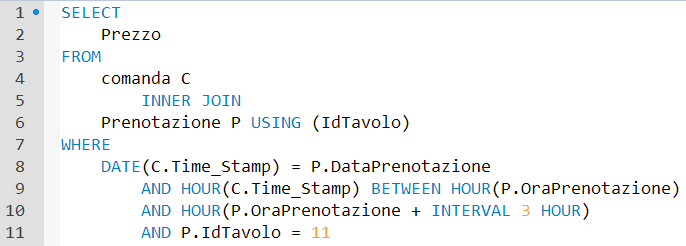 1 SELECT
2 Prezzo
3 FROM
4 comanda C
5 INNER JOIN
6 Prenotazione P USING (IdTavolo)
7 WHERE
8 DATE(C.Time_Stamp) = P.DataPrenotazione
9 AND HOUR(C.Time_Stamp) BETWEEN HOUR(P.OraPrenotazione)
10 AND HOUR(P.OraPrenotazione + INTERVAL 3 HOUR)
11 AND P.IdTavolo = 11